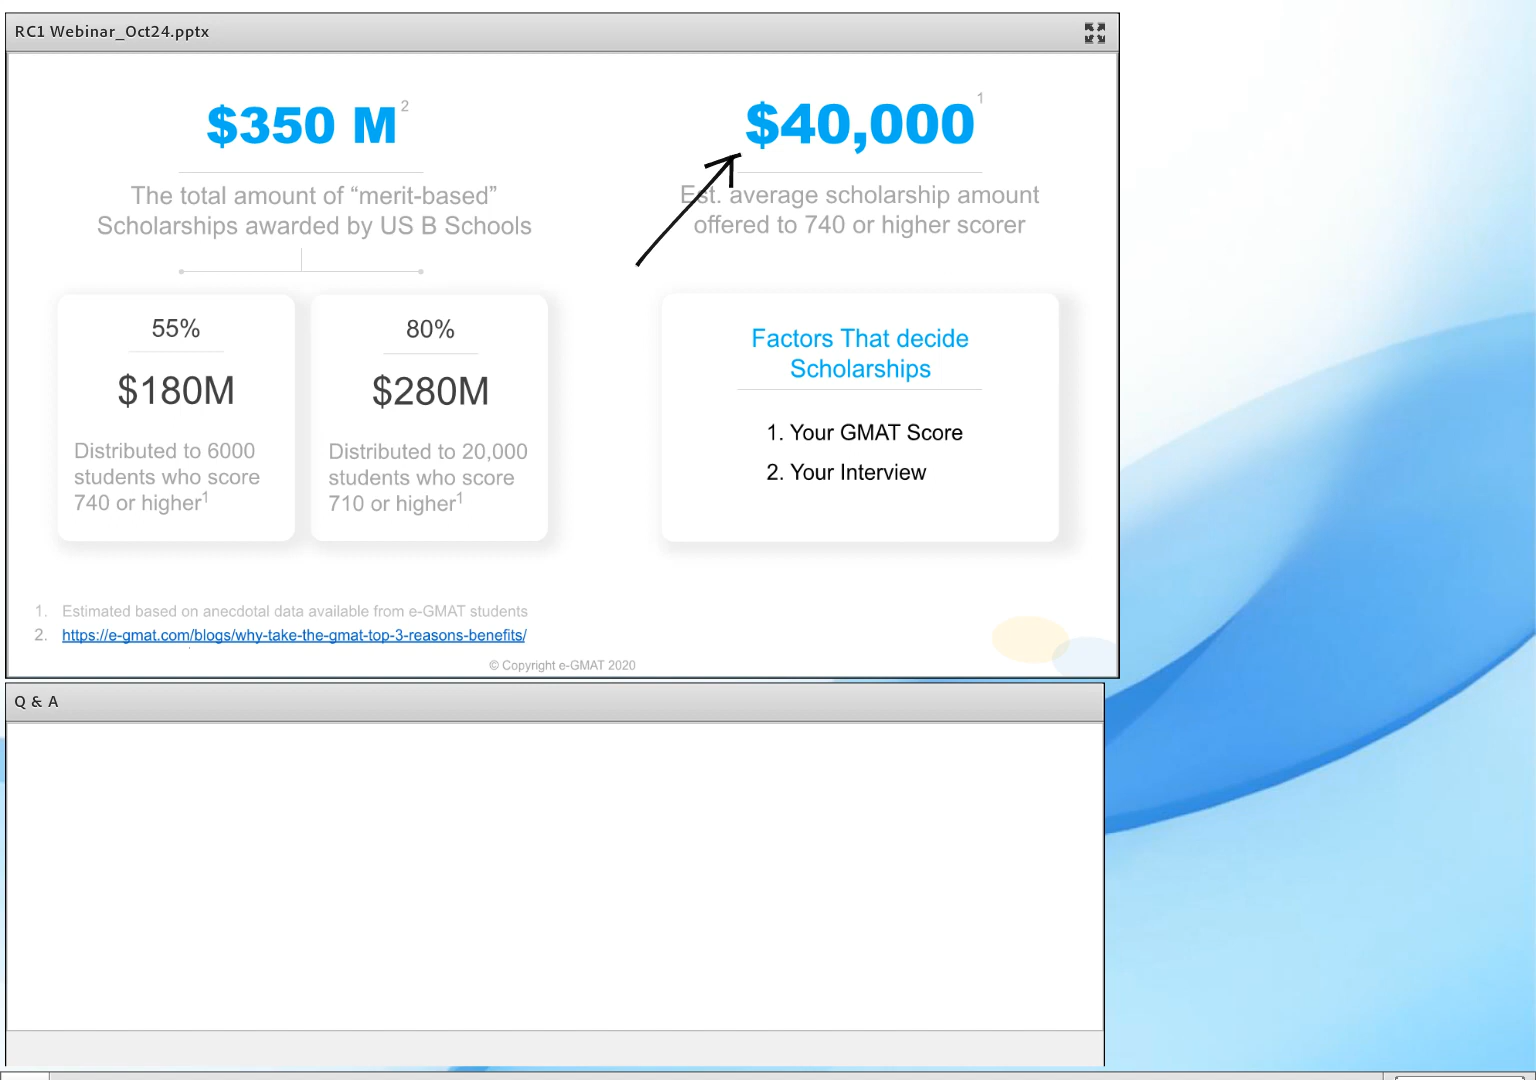 RC1 Webinar_Oct24.pptx
$350 M2
The total amount of “merit-based”
Scholarships awarded by US B Schools
55%
$180M
Distributed to 6000
students who score
740 or higher1
80%
$280M
Distributed to 20,000
students who score
710 or higher1
$40,000 1
Est. average scholarship amount
offered to 740 or higher scorer
Factors That decide
Scholarships
1. Your GMAT Score
2. Your Interview
1. Estimated based on anecdotal data available from e-GMAT students
2. https://e-gmat.com/blogs/why-take-the-gmat-top-3-reasons-benefits/
© Copyright e-GMAT 2020
Q & A